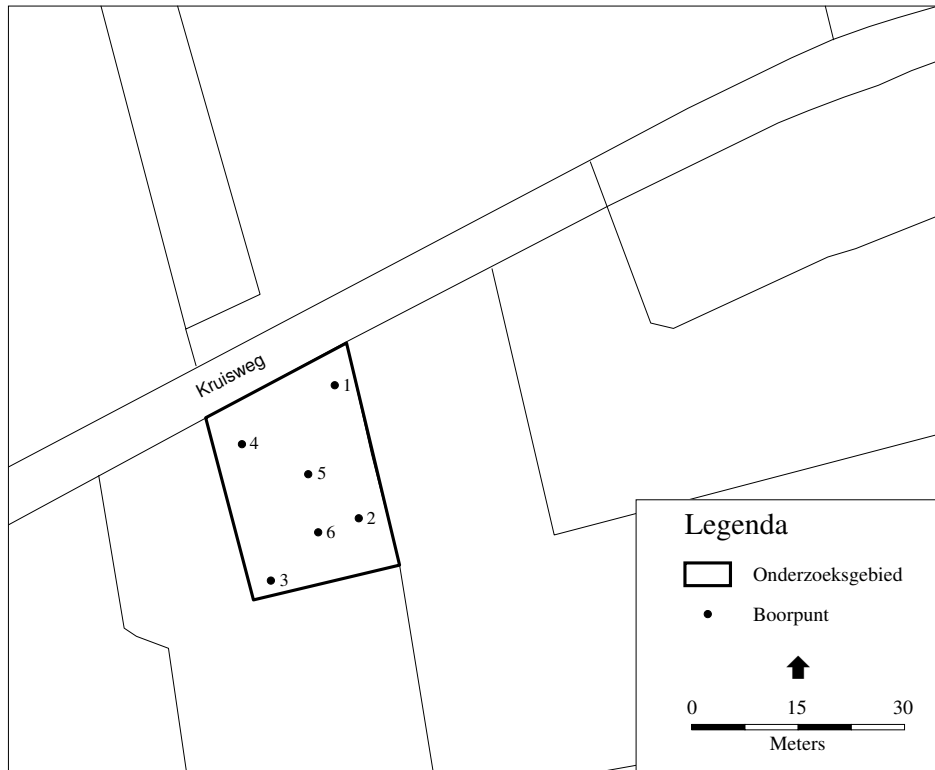 Kruisweg
1
4
5
2
6
3
Legenda
Onderzoeksgebied
Boorpunt
0 15 30
Meters